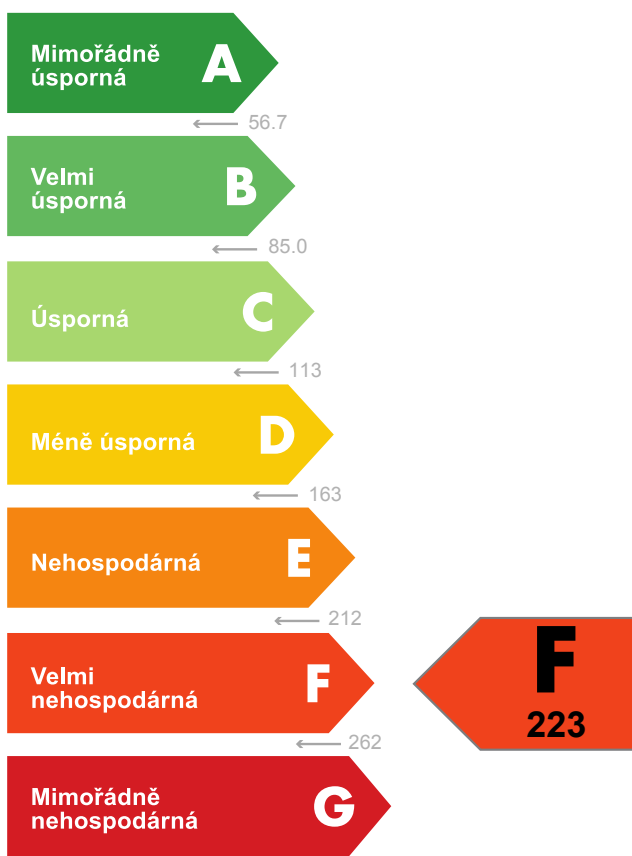 Mimořádně
úsporná
A
56.7
Velmi
úsporná
B
85.0
Úsporná
C
113
Méně úsporná
D
163
Nehospodárná
E
212
Velmi
nehospodárná
F
F
223
262
Mimořádně
nehospodárná
G